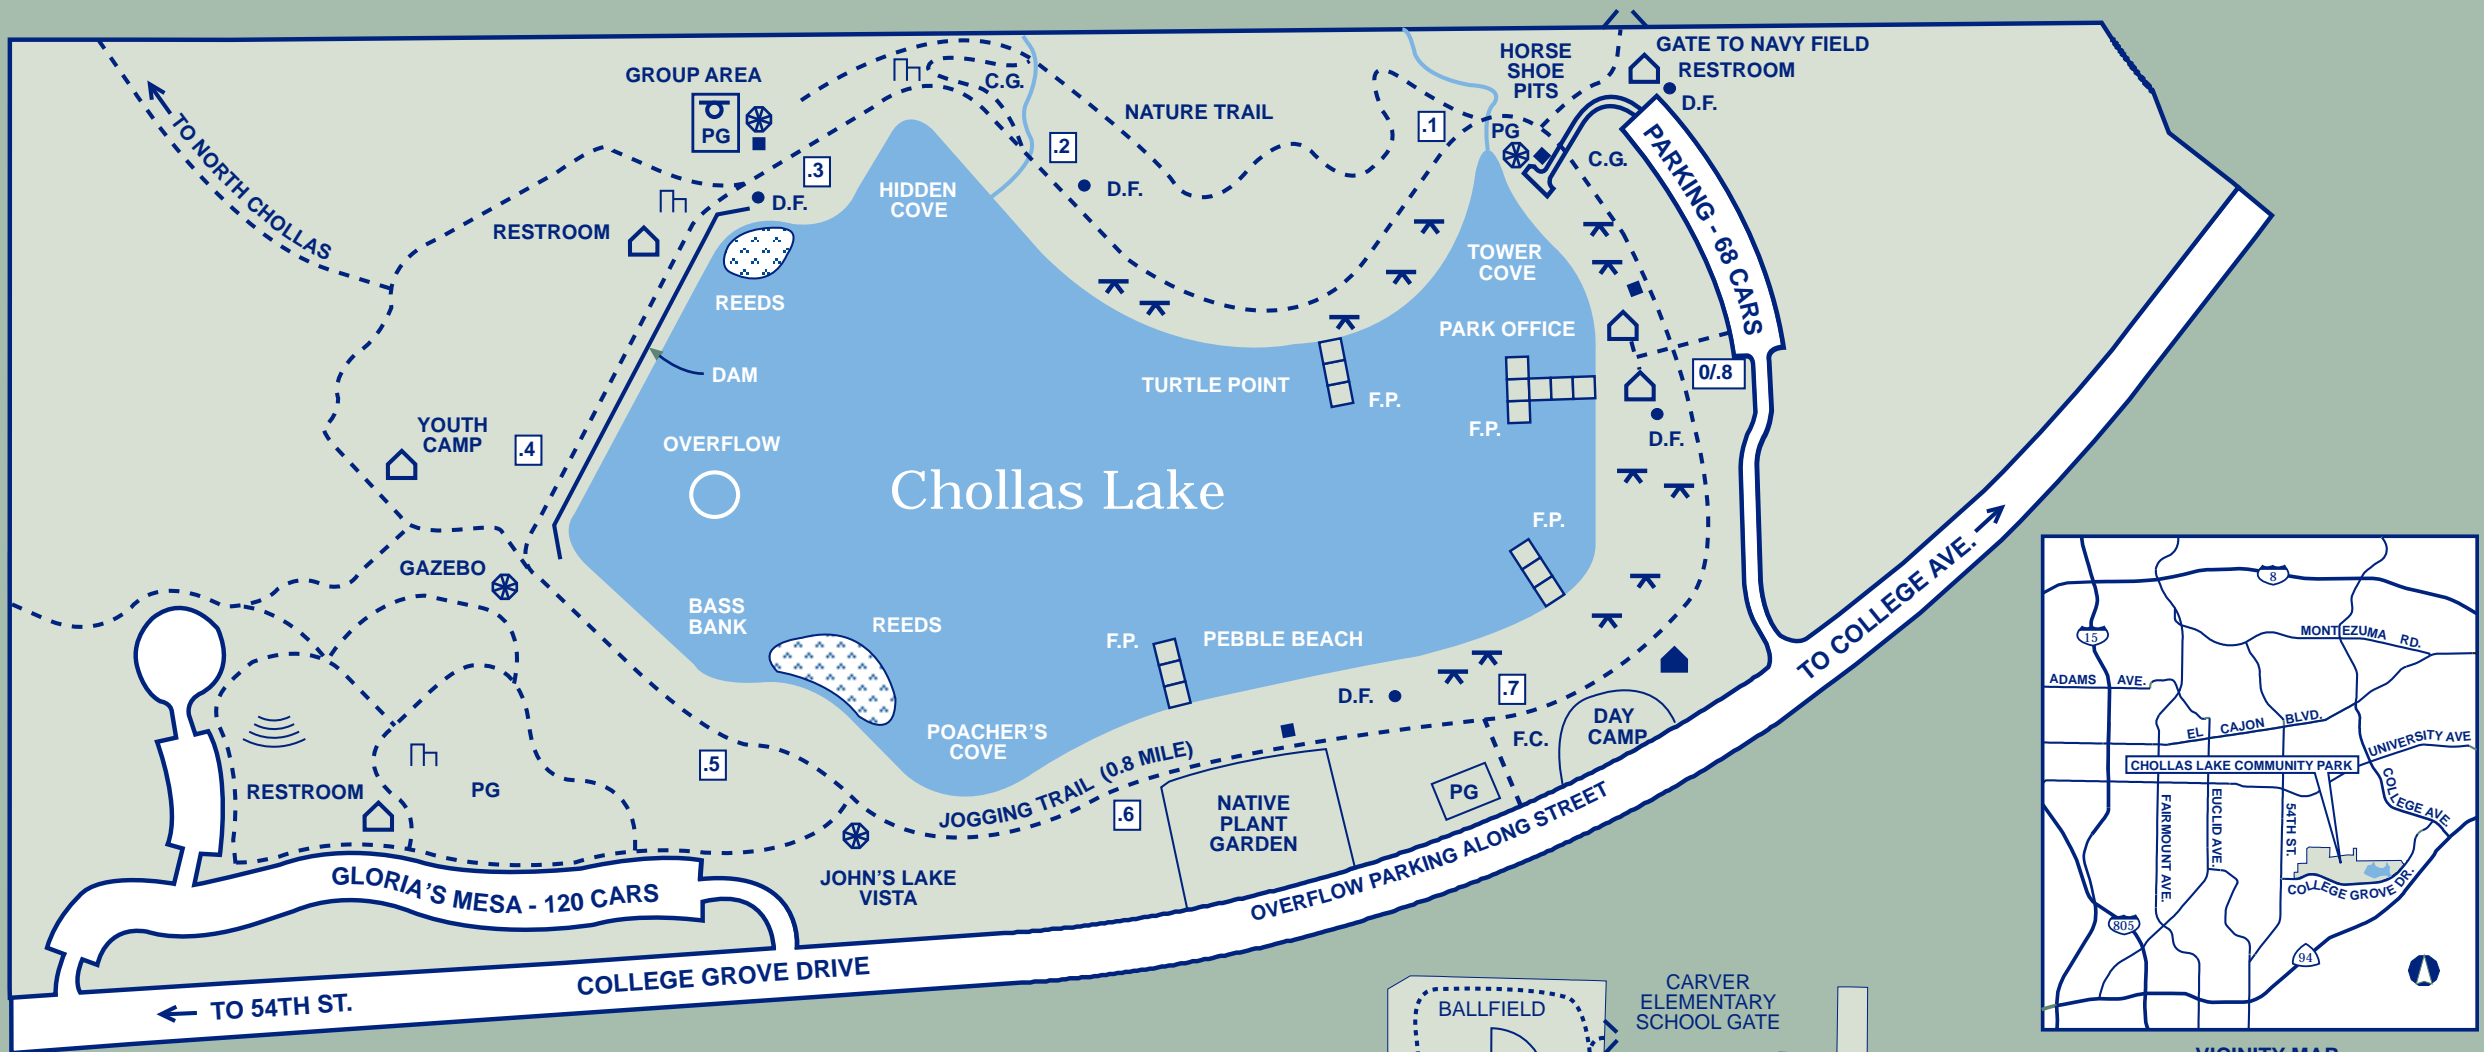 GATE TO NAVY FIELD
HORSE
SHOE
PITS
RESTROOM
D.F.
GROUP AREA
PG
C.G.
NATURE TRAIL
TO NORTH CHOLLAS
.1
PG
C.G.
PARKING - 68 CARS
.2
D.F.
.3
D.F.
HIDDEN
COVE
RESTROOM
TOWER
COVE
REEDS
PARK OFFICE
DAM
TURTLE POINT
F.P.
F.P.
0/.8
D.F.
YOUTH
CAMP
.4
OVERFLOW
Chollas Lake
F.P.
TO COLLEGE AVE.
GAZEBO
BASS
BANK
REEDS
F.P.
PEBBLE BEACH
D.F.
.7
POACHER'S
COVE
F.C.
DAY
CAMP
.5
JOGGING TRAIL (0.8 MILE)
RESTROOM
PG
.6
NATIVE
PLANT
GARDEN
PG
JOHN'S LAKE
VISTA
GLORIA'S MESA - 120 CARS
OVERFLOW PARKING ALONG STREET
COLLEGE GROVE DRIVE
TO 54TH ST.
BALLFIELD
CARVER
ELEMENTARY
SCHOOL GATE
8
15
MONTEZUMA RD.
ADAMS AVE.
EL CAJON BLVD.
UNIVERSITY AVE
CHOLLAS LAKE COMMUNITY PARK
COLLEGE AVE.
FAIRMOUNT AVE.
EUCLID AVE.
54TH ST.
COLLEGE GROVE DR.
805
94
VICINITY MAP